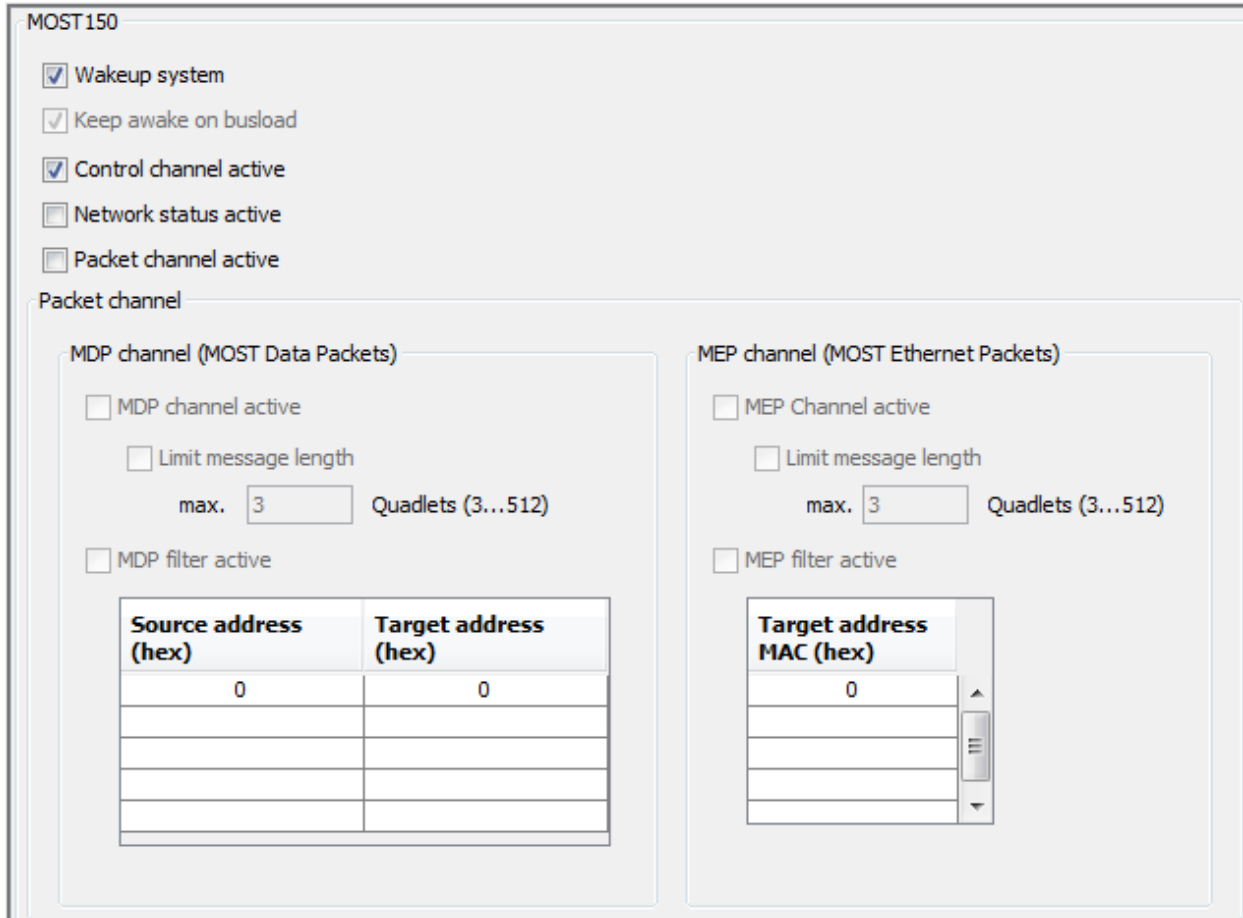 MOST150
Wakeup system
Keep awake on busload
Control channel active
Network status active
Packet channel active
Packet channel
MDP channel (MOST Data Packets)
MDP channel active
Limit message length
max. 3 Quadlets (3...512)
MDP filter active
Source address (hex)
Target address (hex)
0 0
MEP channel (MOST Ethernet Packets)
MEP Channel active
Limit message length
max. 3 Quadlets (3...512)
MEP filter active
Target address
MAC (hex)
0